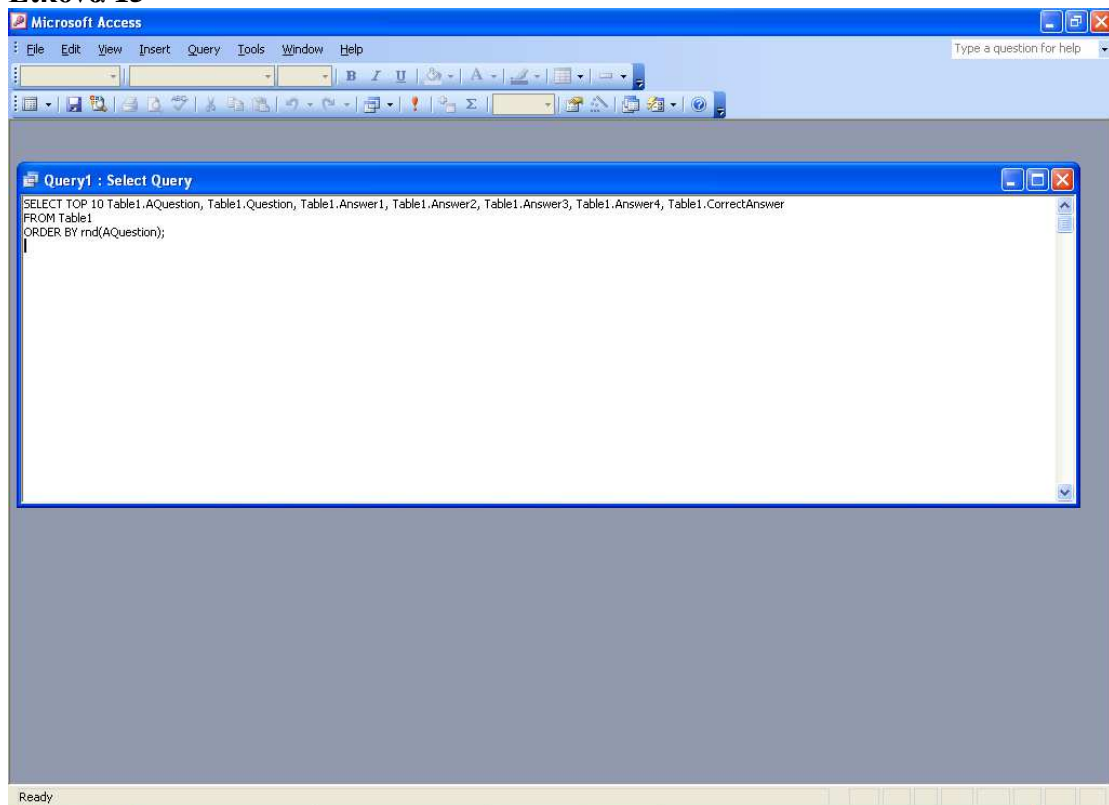 Microsoft Access
File Edit View Insert Query Tools Window Help
Type a question for help
B I U A
Σ
Query1 : Select Query
SELECT TOP 10 Table1.AQuestion, Table1.Question, Table1.Answer1, Table1.Answer2, Table1.Answer3, Table1.Answer4, Table1.CorrectAnswer
FROM Table1
ORDER BY rnd(AQuestion);
Ready